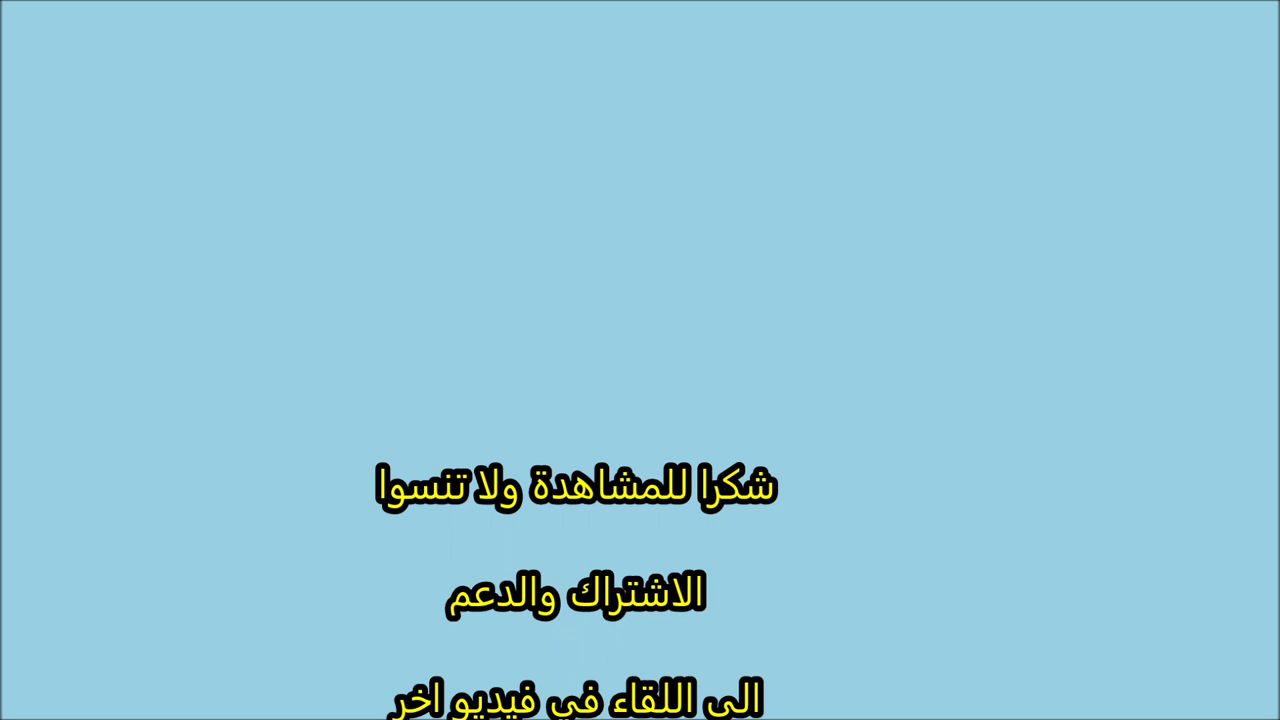 شكرا للمشاهدة ولا تنسوا
الاشتراك والدعم
الى اللقاء في فيديو اخر